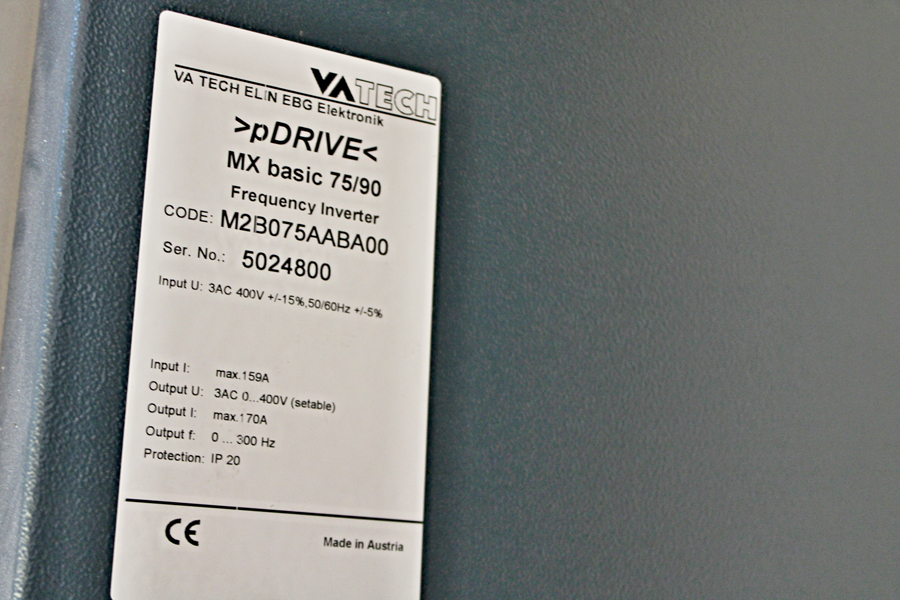 VA TECH
VA TECH ELIN EBG Elektronik
>pDRIVE<
MX basic 75/90
Frequency Inverter
CODE: M2B075AABA00
Ser. No.: 5024800
Input U: 3AC 400V +/-15%,50/60Hz +/-5%
Input I: max.159A
Output U: 3AC 0...400V (setable)
Output I: max.170A
Output f: 0 ... 300 Hz
Protection: IP 20
CE
Made in Austria